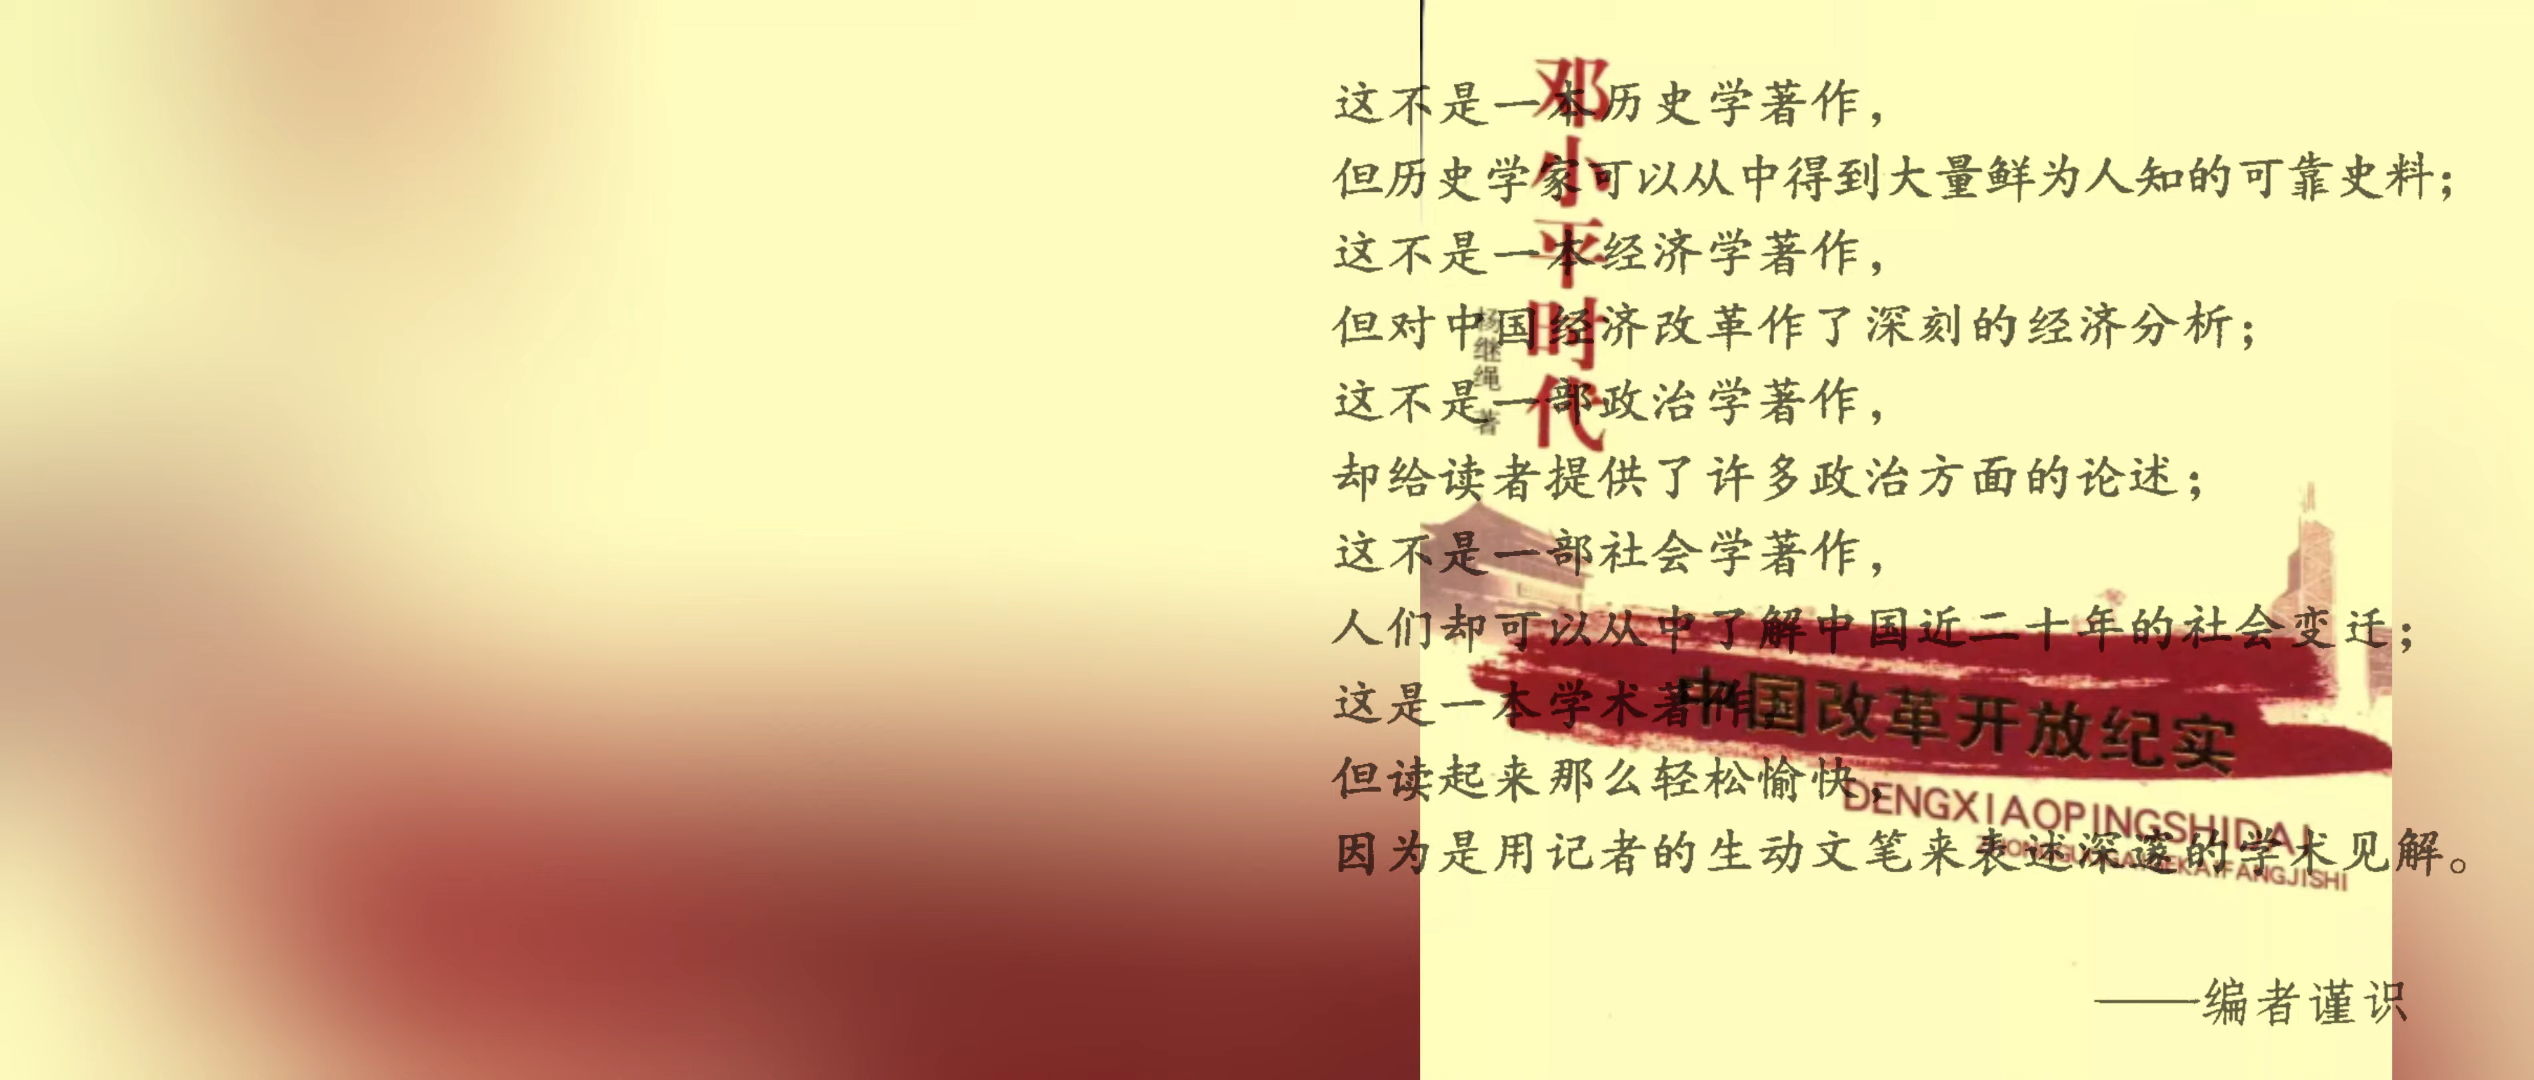 这不是一本历史学著作，
但历史学家可以从中得到大量鲜为人知的可靠史料；
这不是一本经济学著作，
但对中国经济改革作了深刻的经济分析；
这不是一部政治学著作，
却给读者提供了许多政治方面的论述；
这不是一部社会学著作，
人们却可以从中了解中国近二十年的社会变迁；
这是一本学术著作，
但读起来那么轻松愉快，
因为是用记者的生动文笔来表述深邃的学术见解。
——编者谨识
邓小平时代
杨继绳 著
中国改革开放纪实
DENGXIAOPINGSHIDAI
ZHONGGUOGAIGEKAIFANGJISHI